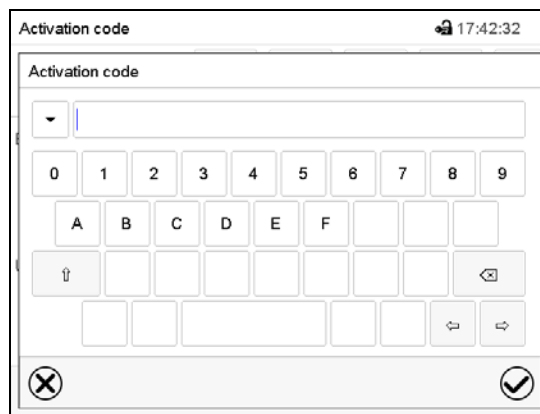 Activation code 17:42:32
Activation code
0 1 2 3 4 5 6 7 8 9
A B C D E F